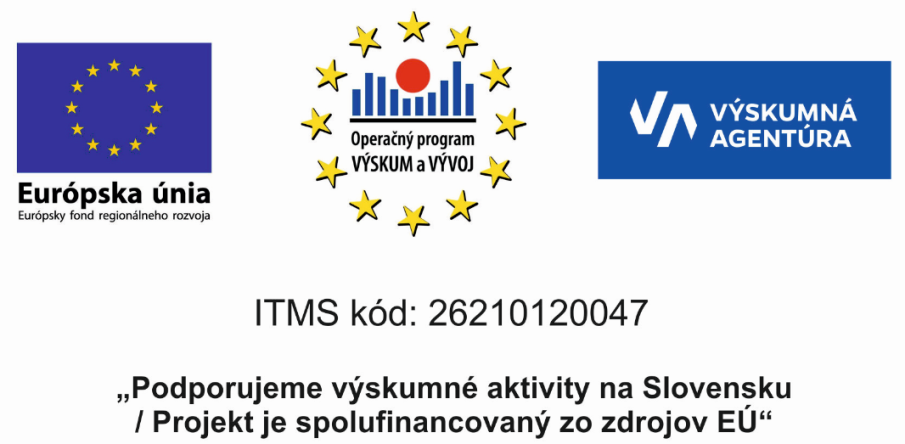 Európska únia
Európsky fond regionálneho rozvoja
Operačný program
VÝSKUM a VÝVOJ
VÝSKUMNÁ
AGENTÚRA
ITMS kód: 26210120047
„Podporujeme výskumné aktivity na Slovensku
/ Projekt je spolufinancovaný zo zdrojov EÚ“